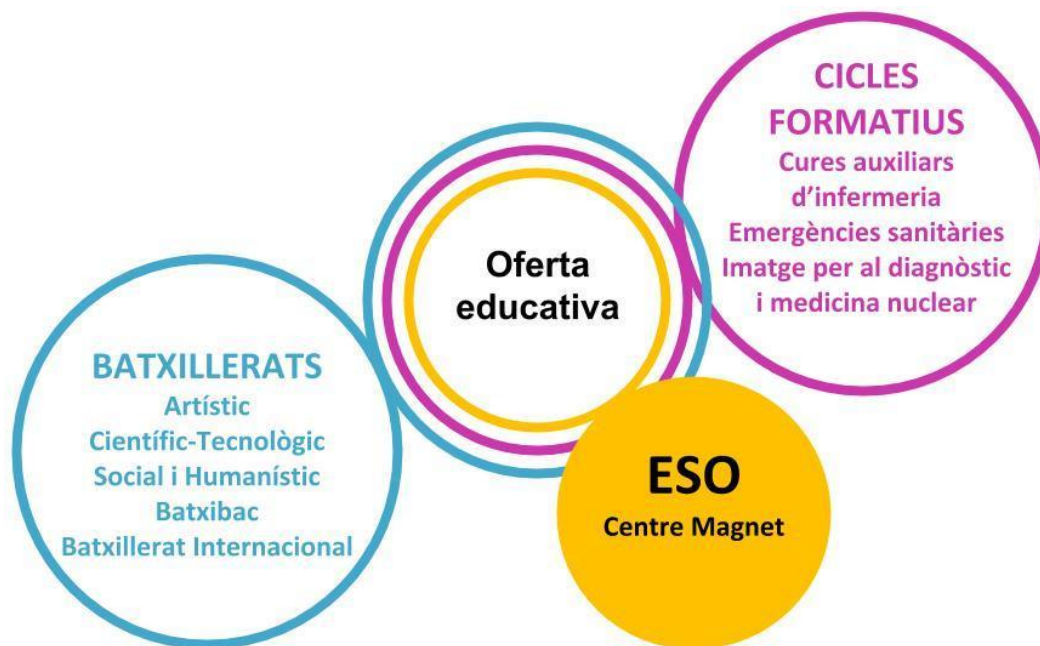 Oferta
educativa
BATXILLERATS
Artístic
Científic-Tecnològic
Social i Humanístic
Batxibac
Batxillerat Internacional
CICLES
FORMATIUS
Cures auxiliars
d’infermeria
Emergències sanitàries
Imatge per al diagnòstic
i medicina nuclear
ESO
Centre Magnet